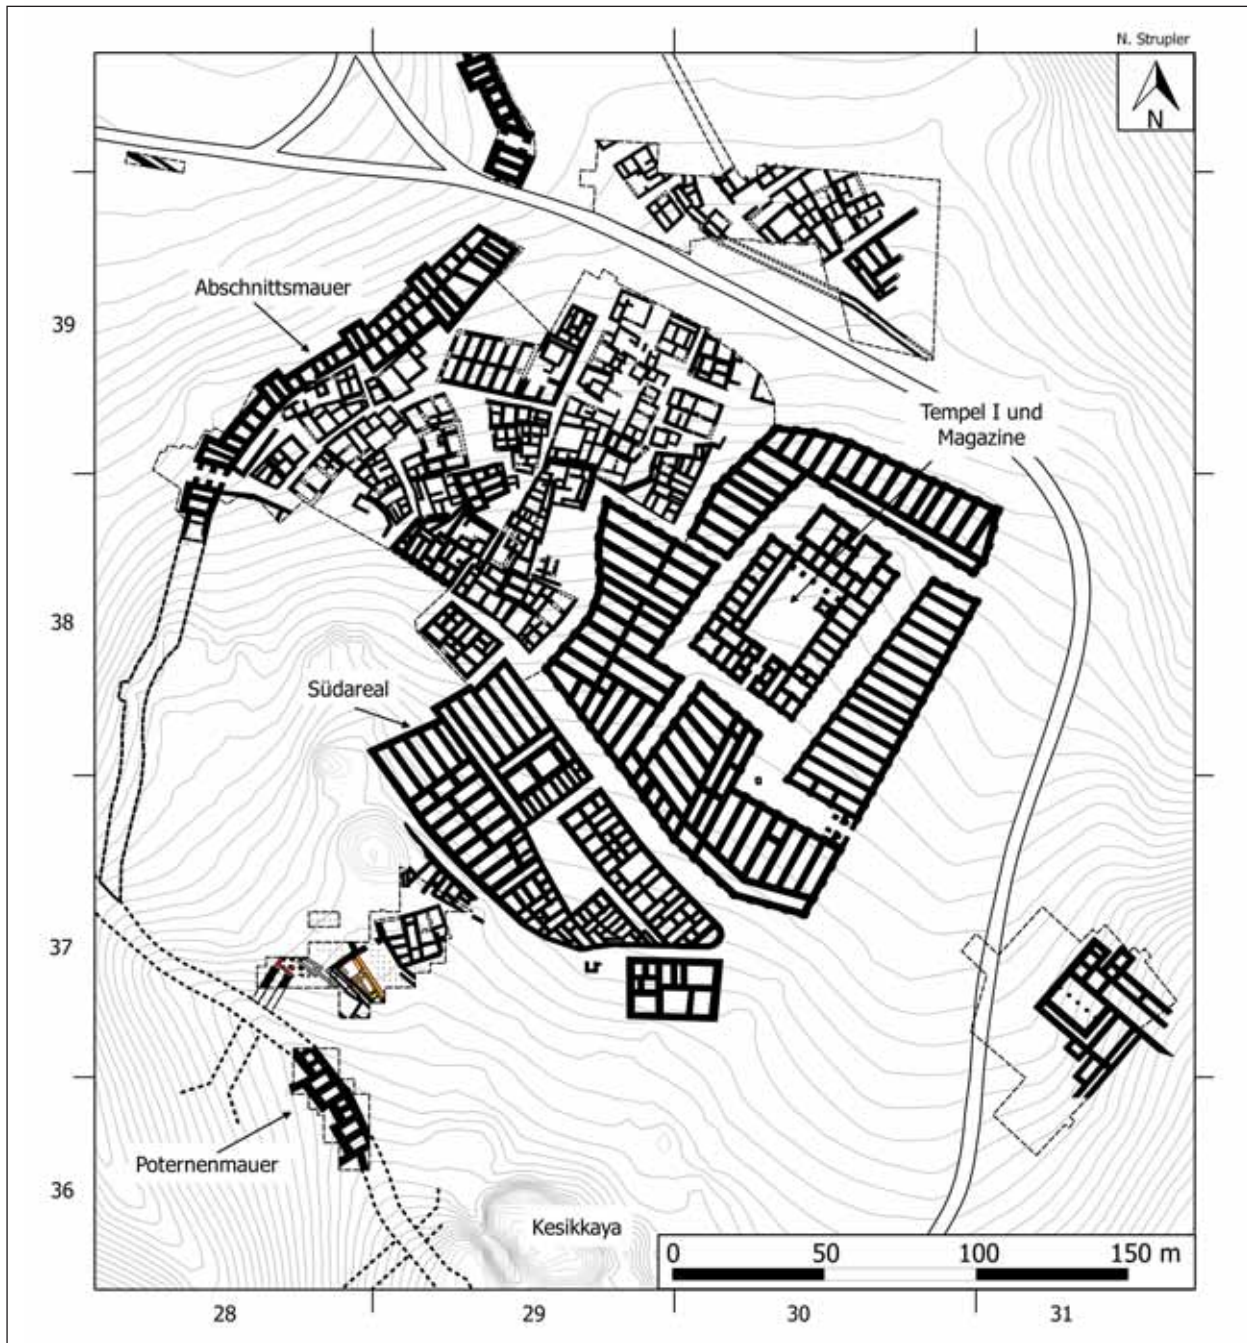 N. Strupler
N
Abschnittsmauer
39
Tempel I und
Magazine
38
Südareal
37
Poternenmauer
36
Kesikkaya
0 50 100 150 m
28 29 30 31